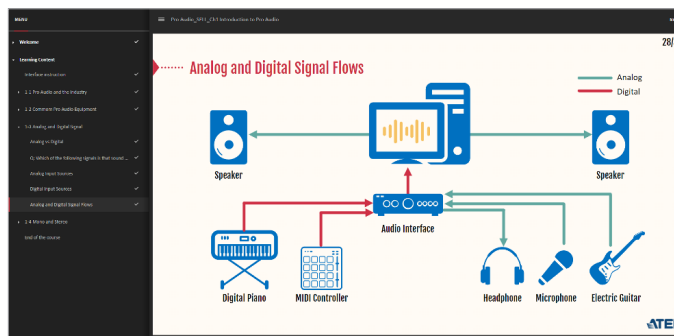 MENU
Pro Audio_SEO_Ch1 Introduction to Pro Audio
28/
Welcome
Learning Content
Interface instruction
1-1 Pro Audio and the Industry
1-2 Common Pro Audio Equipment
1-3 Analog and Digital Signal
Analog vs Digital
Q: Which of the following signals is that sound ...
Analog Input Sources
Digital Input Sources
Analog and Digital Signal Flows
1-4 Mono and Stereo
End of the course
Analog and Digital Signal Flows
Analog
Digital
Speaker
Speaker
Audio Interface
Digital Piano
MIDI Controller
Headphone
Microphone
Electric Guitar